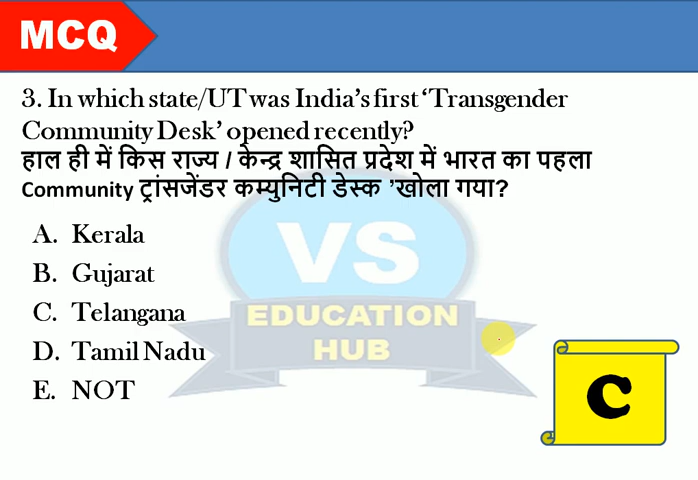 MCQ
3. In which state/UT was India's first ‘Transgender
Community Desk’ opened recently?
हाल ही में किस राज्य / केन्द्र शासित प्रदेश में भारत का पहला
Community ट्रांसजेंडर कम्युनिटी डेस्क ’खोला गया?
A. Kerala
B. Gujarat
C. Telangana
D. Tamil Nadu
E. NOT
VS
EDUCATION
HUB
C